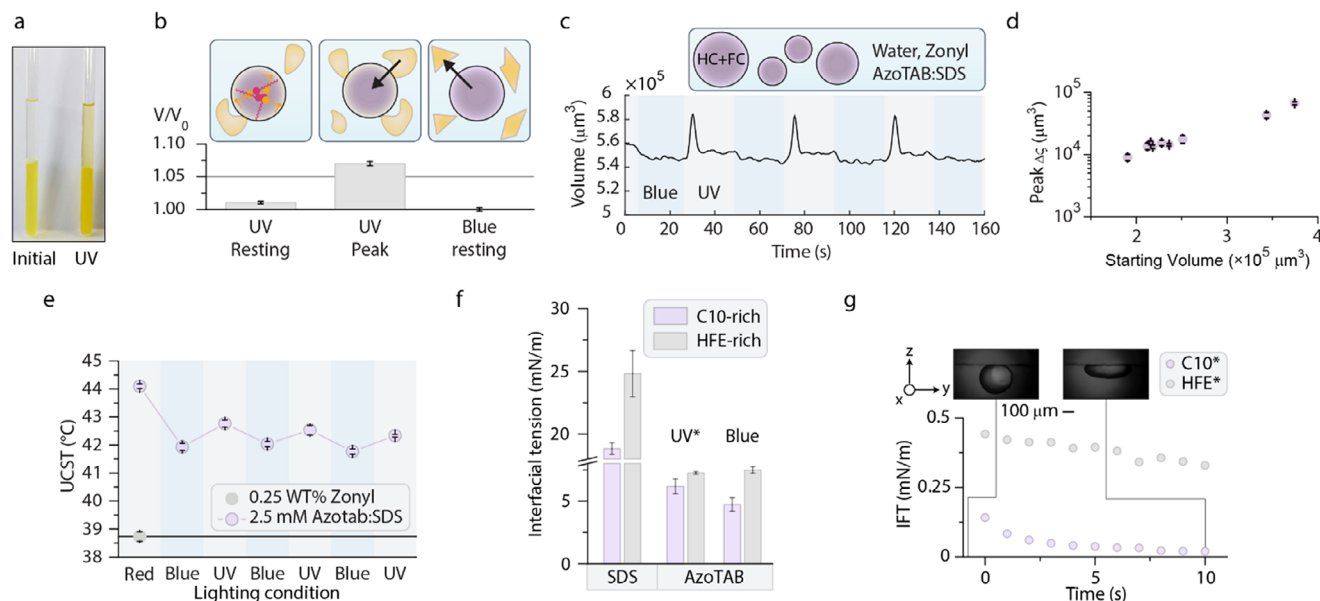 a
Initial
UV
b
V/V0
1.10
1.05
1.00
UV
Resting
UV
Peak
Blue
resting
c
HC+FC
Water, Zonyl
AzoTAB:SDS
×10⁵
Volume (μm³)
6
5.8
5.6
5.4
5.2
5
Blue
UV
0
20
40
60
80
100
120
140
160
Time (s)
d
Peak Δς (μm³)
10⁵
10⁴
10³
2
3
4
Starting Volume (×10⁵ μm³)
e
UCST (°C)
45
44
43
42
41
40
39
38
0.25 WT% Zonyl
2.5 mM Azotab:SDS
Red
Blue
UV
Blue
UV
Blue
UV
Lighting condition
f
Interfacial tension (mN/m)
30
25
20
5
0
C10-rich
HFE-rich
UV*
Blue
SDS
AzoTAB
g
z
x
y
C10*
HFE*
100 μm
IFT (mN/m)
0.5
0.25
0
0
5
10
Time (s)